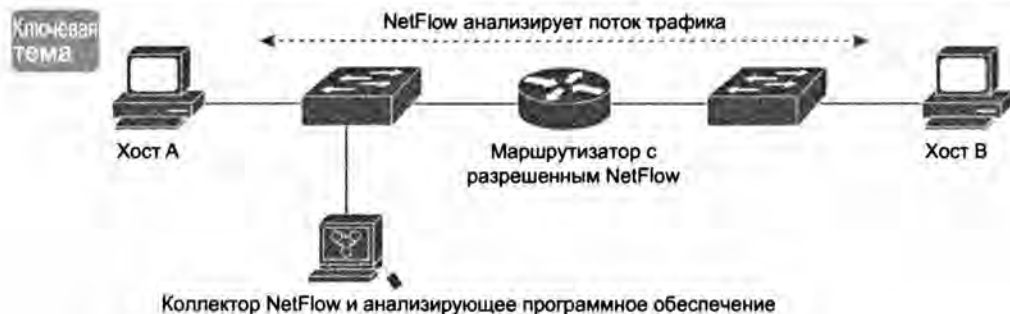 Ключевая
тема
NetFlow анализирует поток трафика
Хост А
Маршрутизатор с
разрешенным NetFlow
Хост В
Коллектор NetFlow и анализирующее программное обеспечение